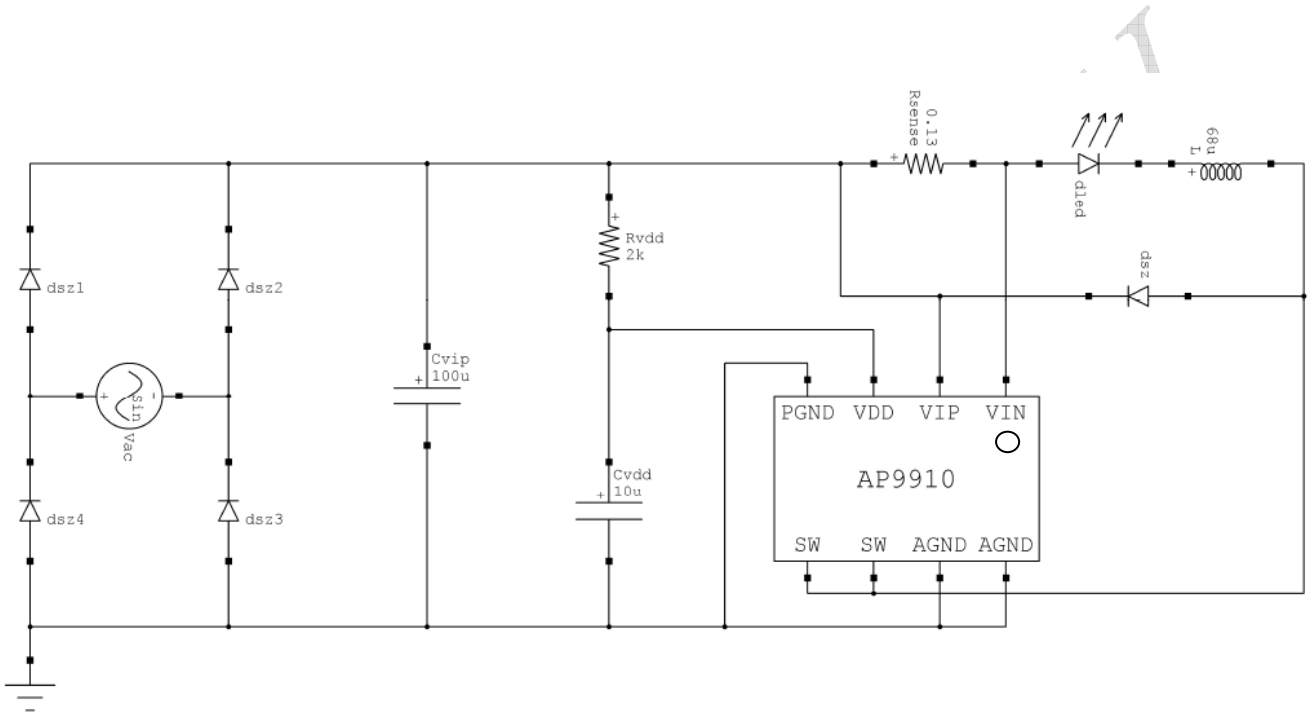 Rsense
0.13
68u
L
+
+
dled
+
Rvdd
2k
dsz
dsz1
dsz2
Cvip
+
100u
+
Sin
-
Vac
PGND VDD VIP VIN
AP9910
SW SW AGND AGND
Cvdd
+
10u
dsz4
dsz3